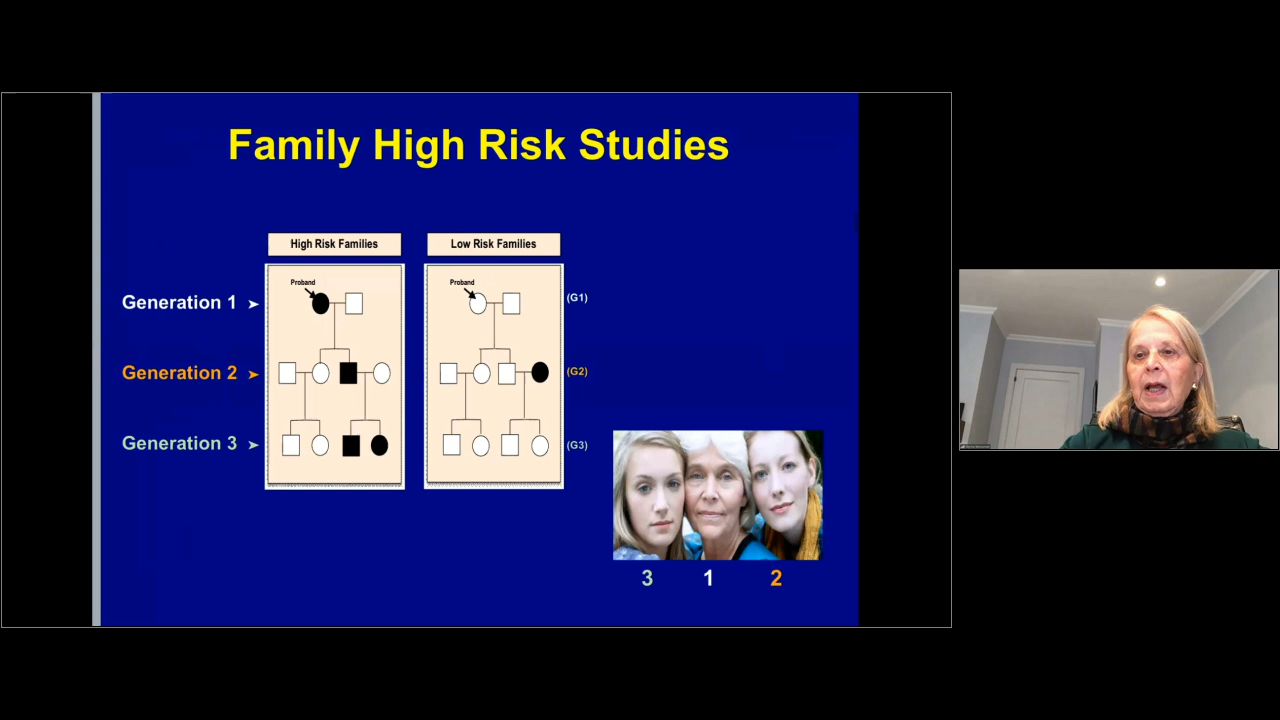 Family High Risk Studies
High Risk Families
Low Risk Families
Proband
Proband
Generation 1
(G1)
Generation 2
(G2)
Generation 3
(G3)
3 1 2